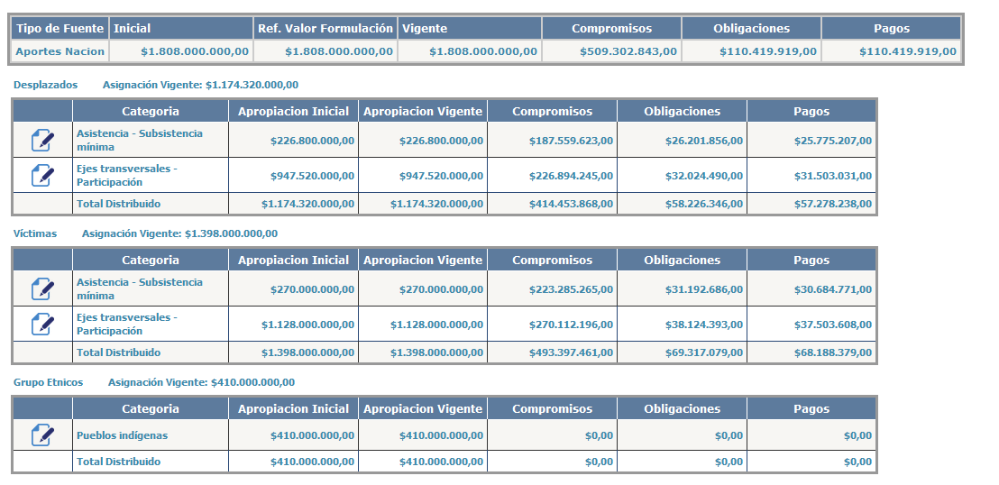 Tipo de Fuente Inicial Ref. Valor Formulación Vigente Compromisos Obligaciones Pagos
Aportes Nacion $1.808.000.000,00 $1.808.000.000,00 $1.808.000.000,00 $509.302.843,00 $110.419.919,00 $110.419.919,00
Desplazados Asignación Vigente: $1.174.320.000,00
Categoria Apropiacion Inicial Apropiacion Vigente Compromisos Obligaciones Pagos
Asistencia - Subsistencia
mínima $226.800.000,00 $226.800.000,00 $187.559.623,00 $26.201.856,00 $25.775.207,00
Ejes transversales -
Participación $947.520.000,00 $947.520.000,00 $226.894.245,00 $32.024.490,00 $31.503.031,00
Total Distribuido $1.174.320.000,00 $1.174.320.000,00 $414.453.868,00 $58.226.346,00 $57.278.238,00
Víctimas Asignación Vigente: $1.398.000.000,00
Categoria Apropiacion Inicial Apropiacion Vigente Compromisos Obligaciones Pagos
Asistencia - Subsistencia
mínima $270.000.000,00 $270.000.000,00 $223.285.265,00 $31.192.686,00 $30.684.771,00
Ejes transversales -
Participación $1.128.000.000,00 $1.128.000.000,00 $270.112.196,00 $38.124.393,00 $37.503.608,00
Total Distribuido $1.398.000.000,00 $1.398.000.000,00 $493.397.461,00 $69.317.079,00 $68.188.379,00
Grupo Etnicos Asignación Vigente: $410.000.000,00
Categoria Apropiacion Inicial Apropiacion Vigente Compromisos Obligaciones Pagos
Pueblos indígenas $410.000.000,00 $410.000.000,00 $0,00 $0,00 $0,00
Total Distribuido $410.000.000,00 $410.000.000,00 $0,00 $0,00 $0,00